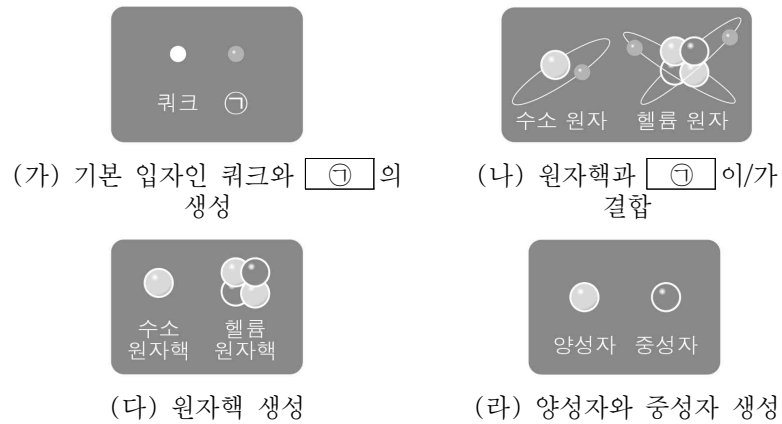 쿼크 ㉠
(가) 기본 입자인 쿼크와 ㉠ 의
생성
수소 원자 헬륨 원자
(나) 원자핵과 ㉠ 이/가
결합
수소 헬륨
원자핵 원자핵
(다) 원자핵 생성
양성자 중성자
(라) 양성자와 중성자 생성